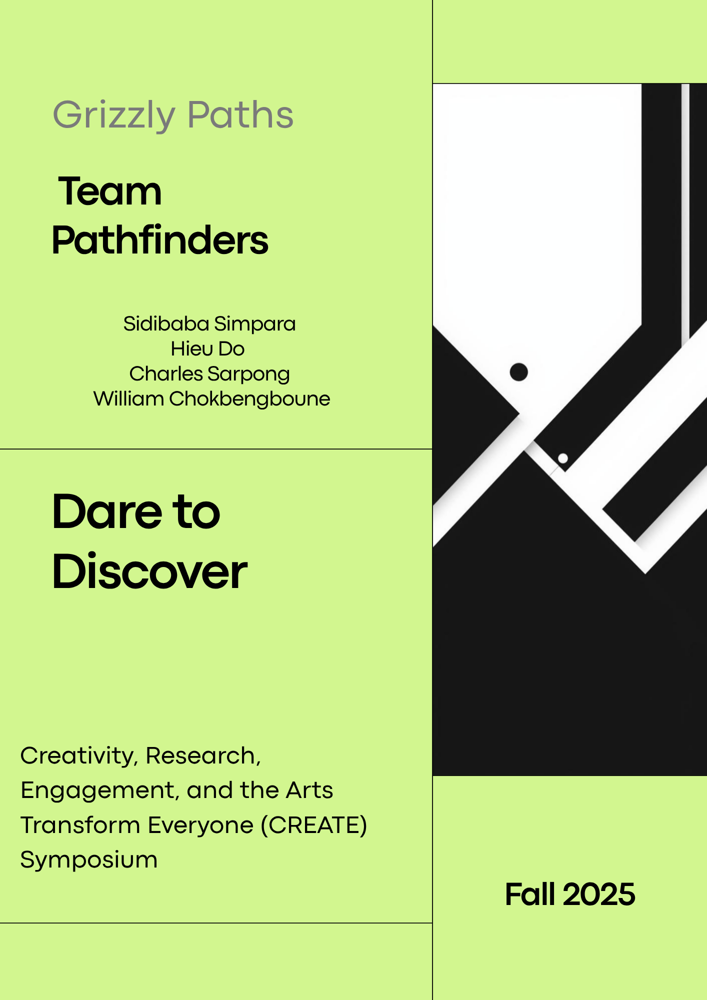 Grizzly Paths
Team
Pathfinders
Sidibaba Simpara
Hieu Do
Charles Sarpong
William Chokbengboune
Dare to
Discover
Creativity, Research,
Engagement, and the Arts
Transform Everyone (CREATE)
Symposium
Fall 2025